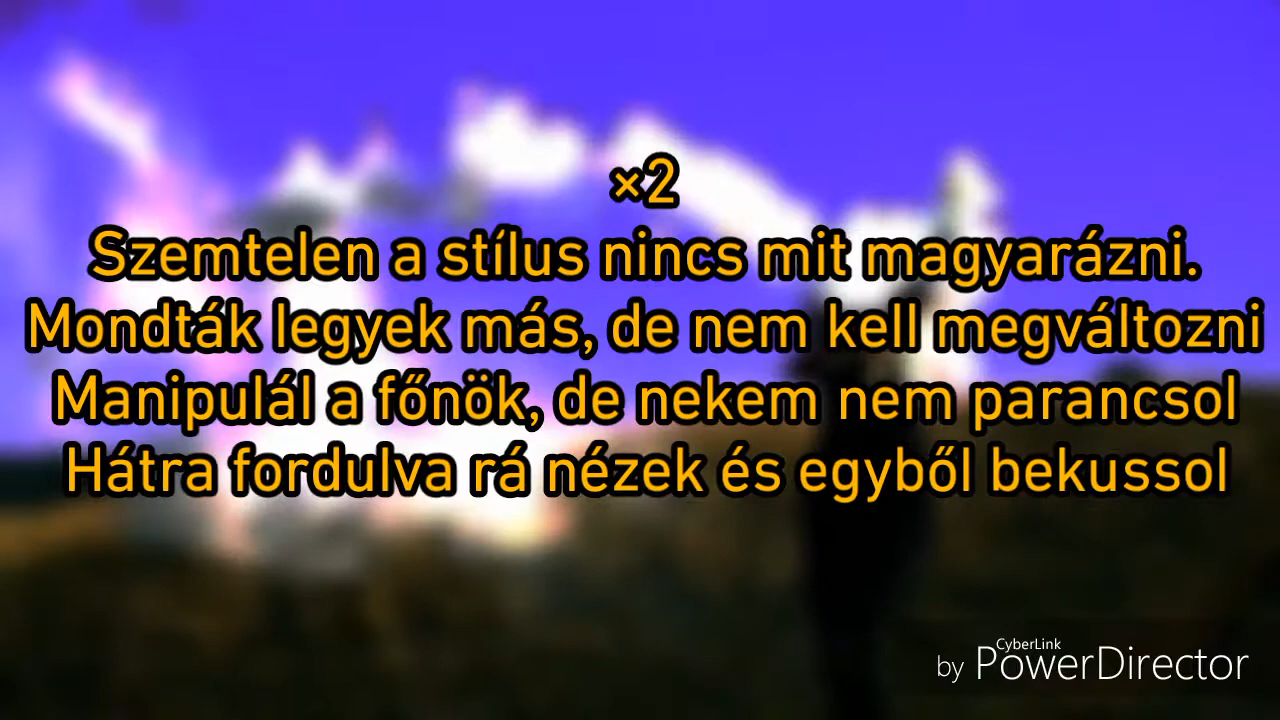 ×2
Szemtelen a stílus nincs mit magyarázni.
Mondták legyek más, de nem kell megváltozni
Manipulál a főnök, de nekem nem parancsol
Hátra fordulva rá nézek és egyből bekussol
by CyberLink PowerDirector